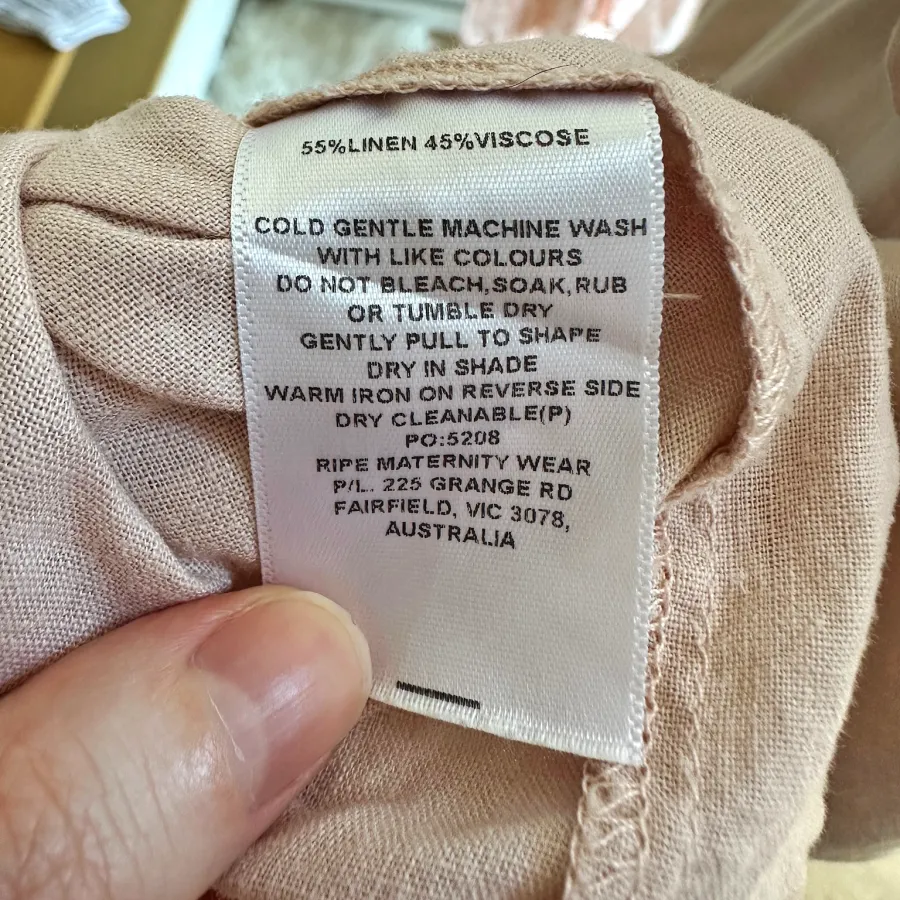 55%LINEN 45%VISCOSE
COLD GENTLE MACHINE WASH
WITH LIKE COLOURS
DO NOT BLEACH,SOAK,RUB
OR TUMBLE DRY
GENTLY PULL TO SHAPE
DRY IN SHADE
WARM IRON ON REVERSE SIDE
DRY CLEANABLE(P)
PO:5208
RIPE MATERNITY WEAR
P/L. 225 GRANGE RD
FAIRFIELD, VIC 3078,
AUSTRALIA